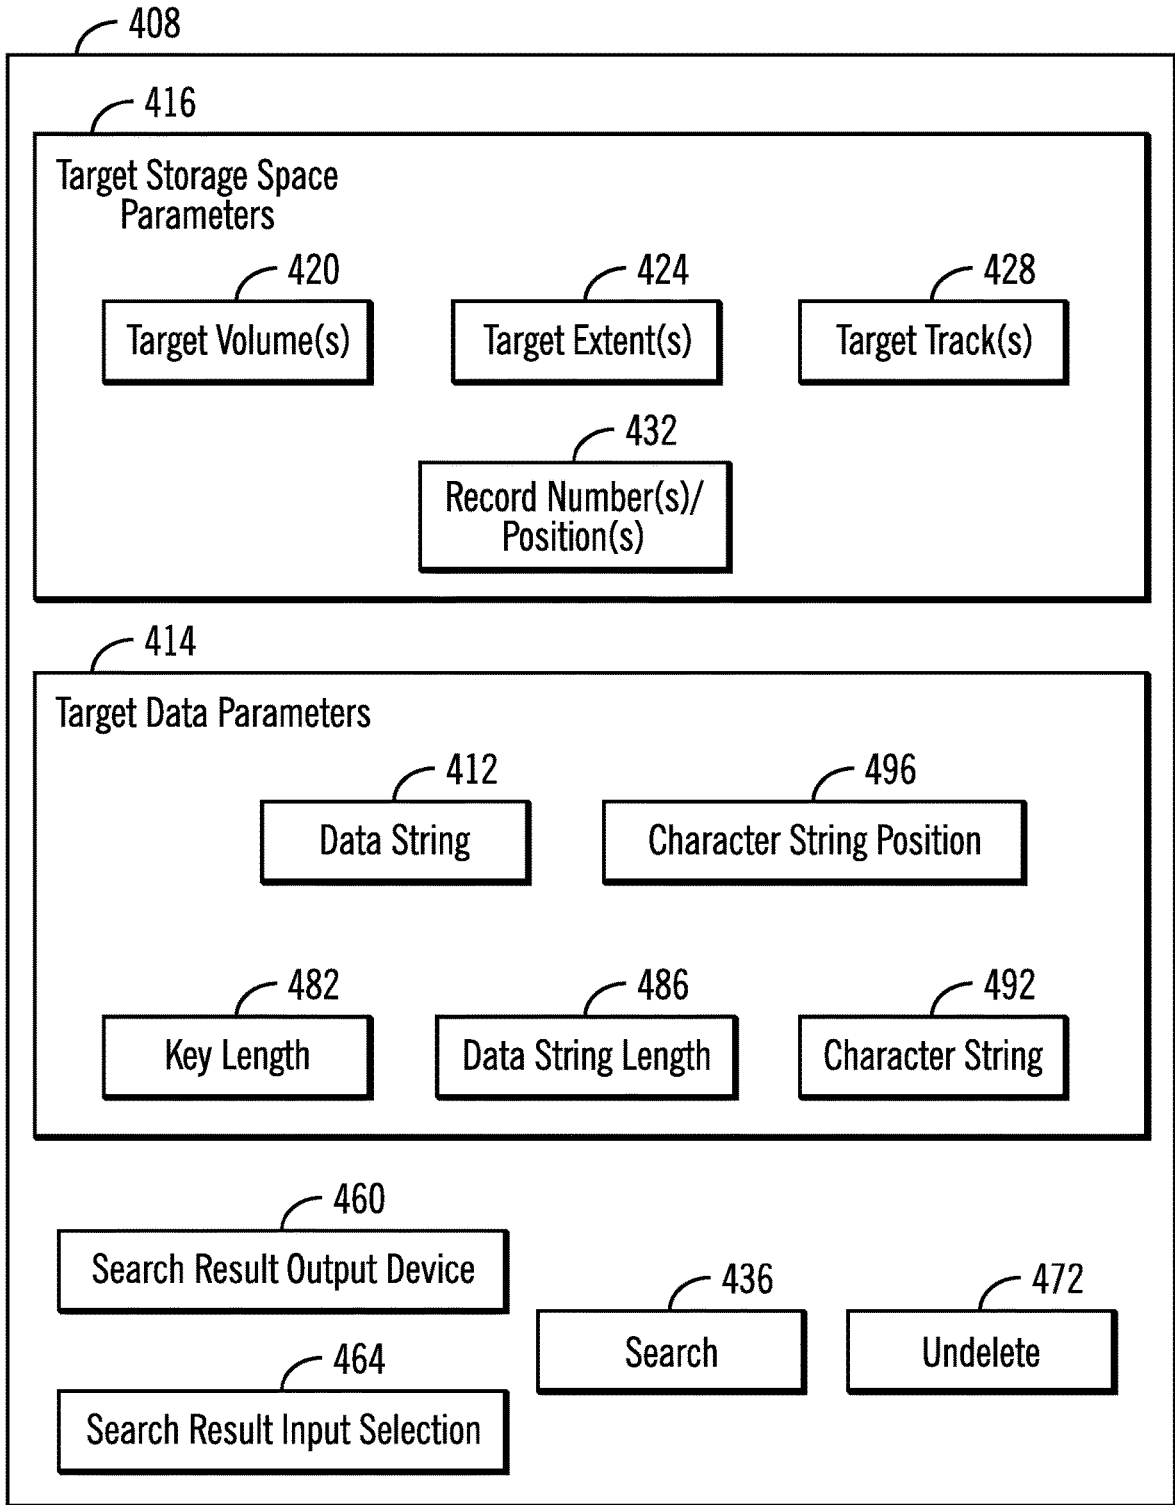 408
416
Target Storage Space
Parameters
420
424
428
Target Volume(s)
Target Extent(s)
Target Track(s)
432
Record Number(s)/
Position(s)
414
Target Data Parameters
412
496
Data String
Character String Position
482
486
492
Key Length
Data String Length
Character String
460
Search Result Output Device
436
472
Search
Undelete
464
Search Result Input Selection